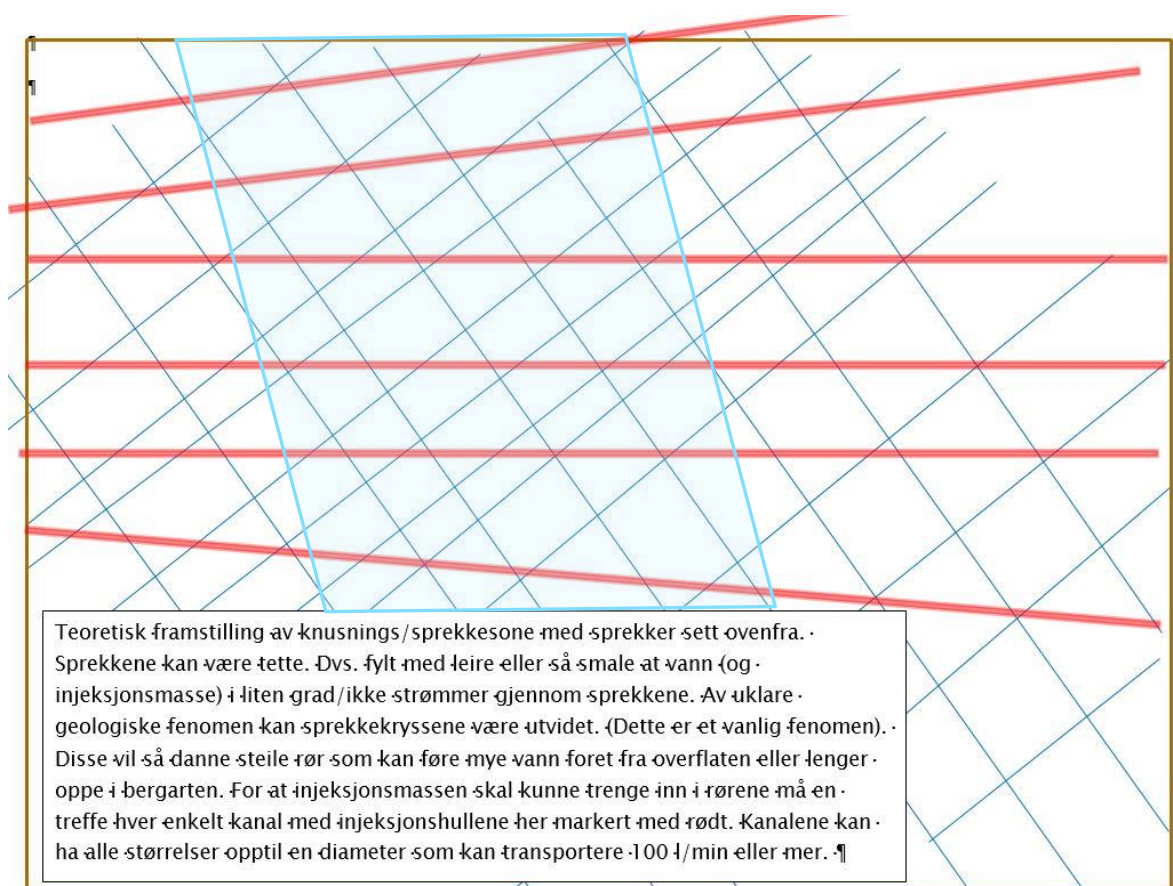 ¶
¶
Teoretisk framstilling av knusnings/sprekkesone med sprekker sett ovenfra.
Sprekkene kan være tette. Dvs. fylt med leire eller så smale at vann (og
injeksjonsmasse) i liten grad/ikke strømmer gjennom sprekkene. Av uklare
geologiske fenomen kan sprekkekryssene være utvidet. (Dette er et vanlig fenomen).
Disse vil så danne steile rør som kan føre mye vann foret fra overflaten eller lenger
oppe i bergarten. For at injeksjonsmassen skal kunne trenge inn i rørene må en
treffe hver enkelt kanal med injeksjonshullene her markert med rødt. Kanalene kan
ha alle størrelser opptil en diameter som kan transportere 100 l/min eller mer. ¶